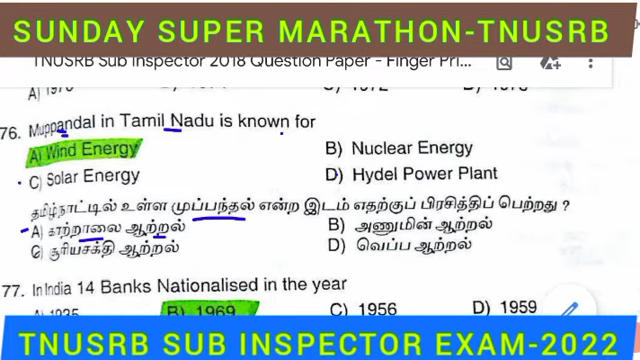 SUNDAY SUPER MARATHON-TNUSRB
TNUSRB Sub Inspector 2018 Question Paper - Finger Pri...
76. Muppandal in Tamil Nadu is known for
A) Wind Energy B) Nuclear Energy
C) Solar Energy D) Hydel Power Plant
தமிழ்நாட்டில் உள்ள முப்பந்தல் என்ற இடம் எதற்குப் பிரசித்திப் பெற்றது ?
A) காற்றாலை ஆற்றல் B) அணுமின் ஆற்றல்
C) சூரியசக்தி ஆற்றல் D) வெப்ப ஆற்றல்
77. In India 14 Banks Nationalised in the year
B) 1969 C) 1956 D) 1959
TNUSRB SUB INSPECTOR EXAM-2022